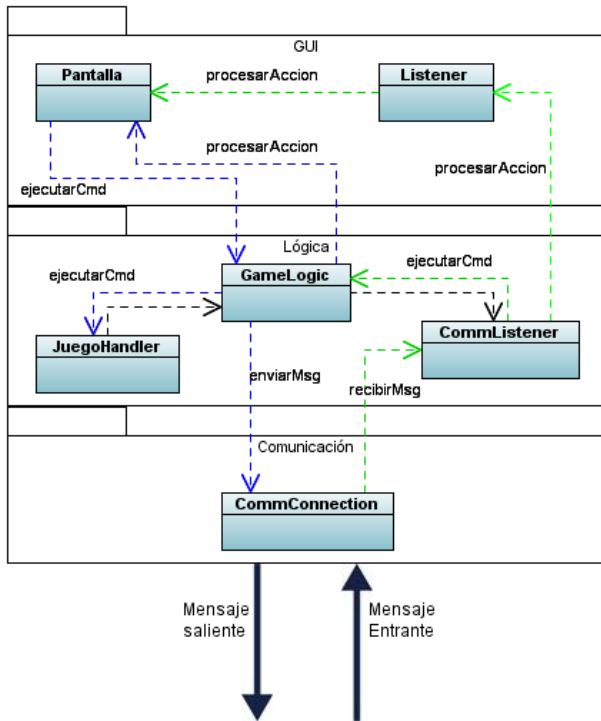 GUI
Pantalla
procesarAccion
Listener
procesarAccion
procesarAccion
ejecutarCmd
Lógica
ejecutarCmd
GameLogic
ejecutarCmd
JuegoHandler
CommListener
enviarMsg
recibirMsg
Comunicación
CommConnection
Mensaje
saliente
Mensaje
Entrante